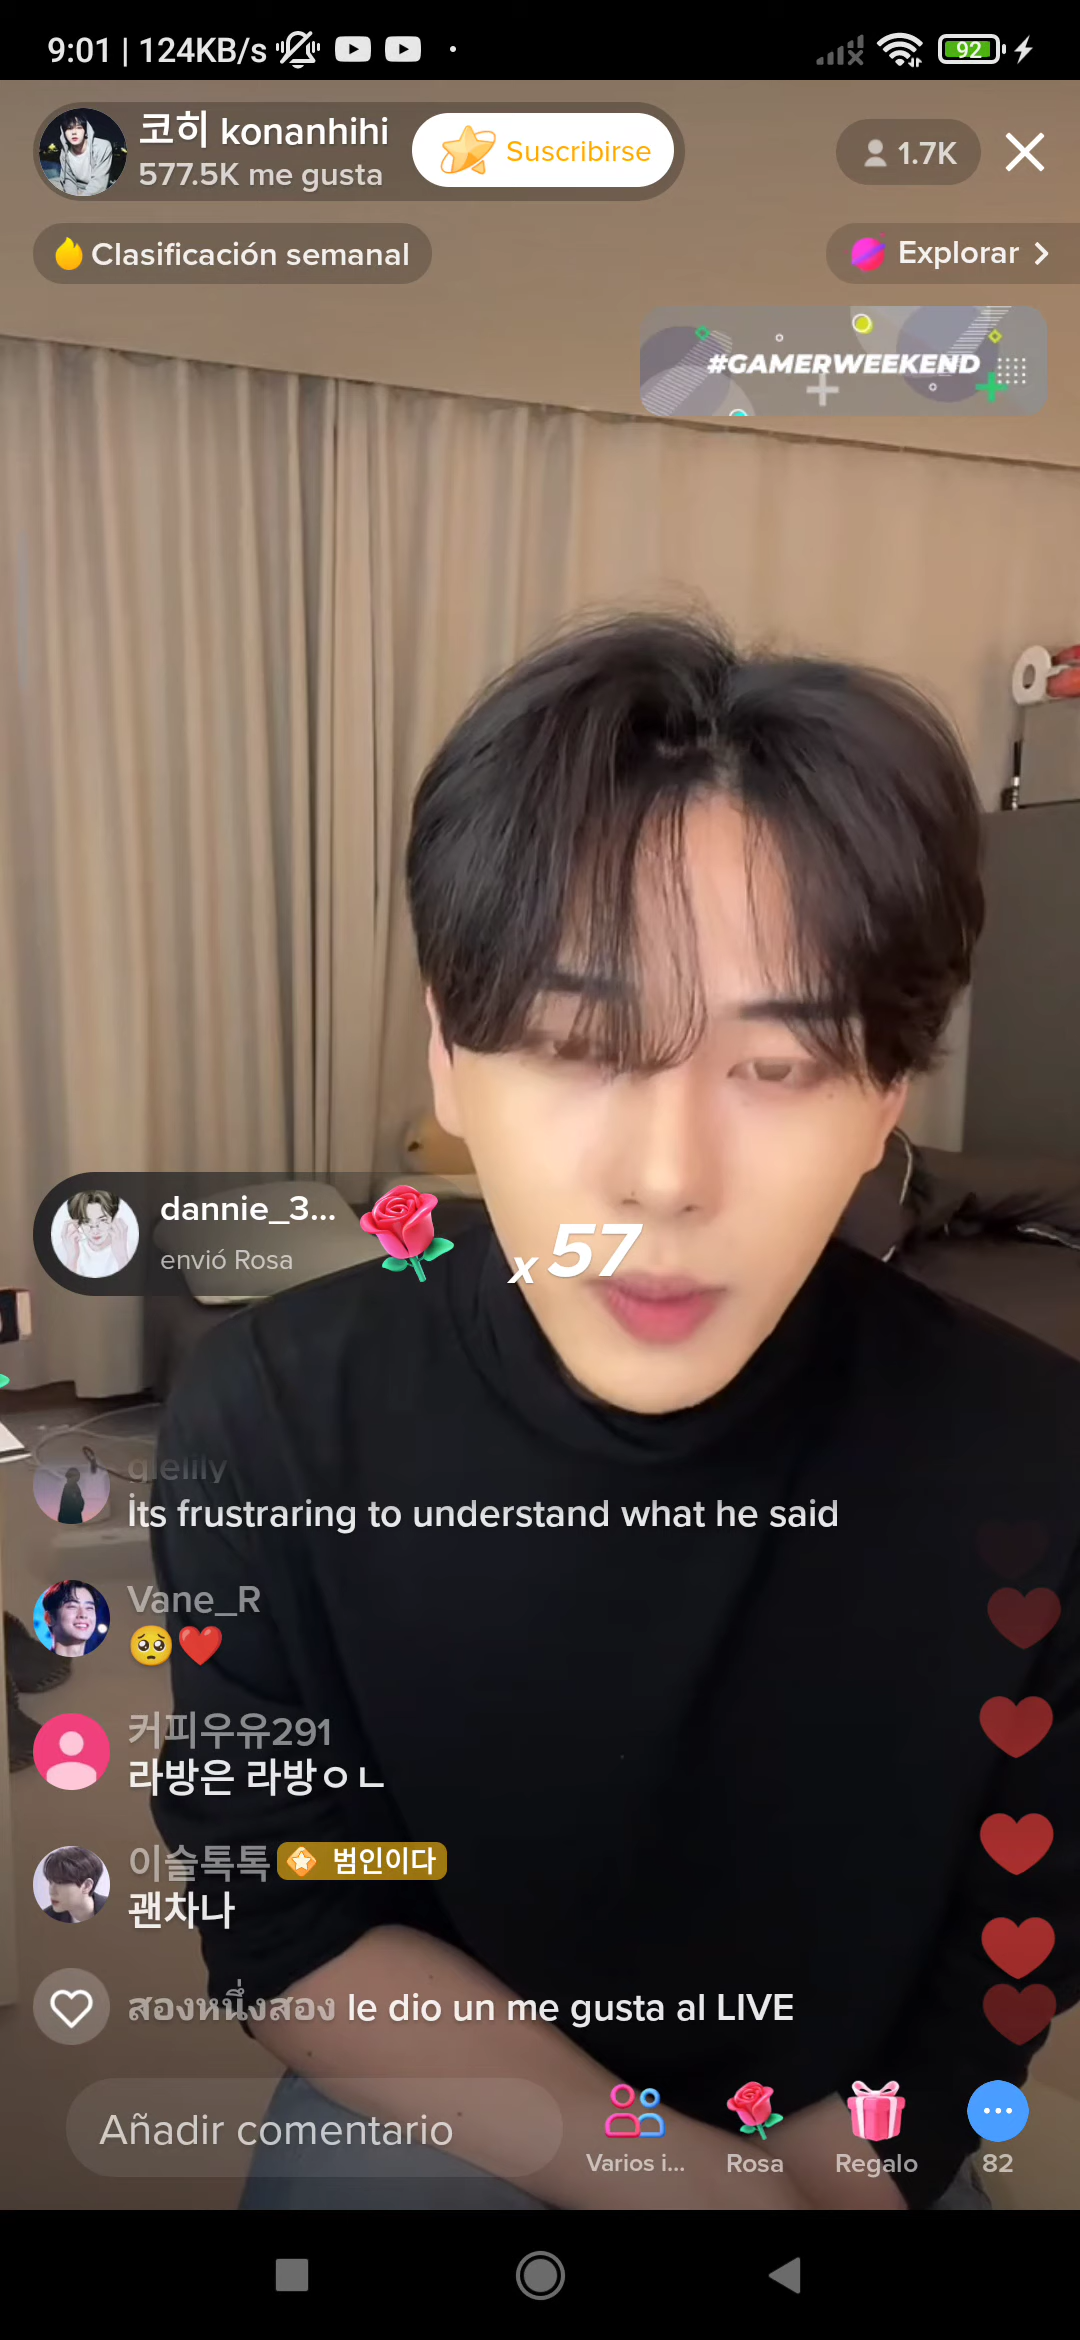 9:01 | 124KB/s
92
코히 konanhihi
577.5K me gusta
Suscribirse
1.7K
Clasificación semanal
Explorar
#GAMERWEEKEND
dannie_3...
envió Rosa
x 57
glelily
İts frustraring to understand what he said
Vane_R
커피우유291
라방은 라방ㅇㄴ
이슬톡톡 범인이다
괜차나
สองหนึ่งสอง le dio un me gusta al LIVE
Añadir comentario
Varios i...
Rosa
Regalo
82